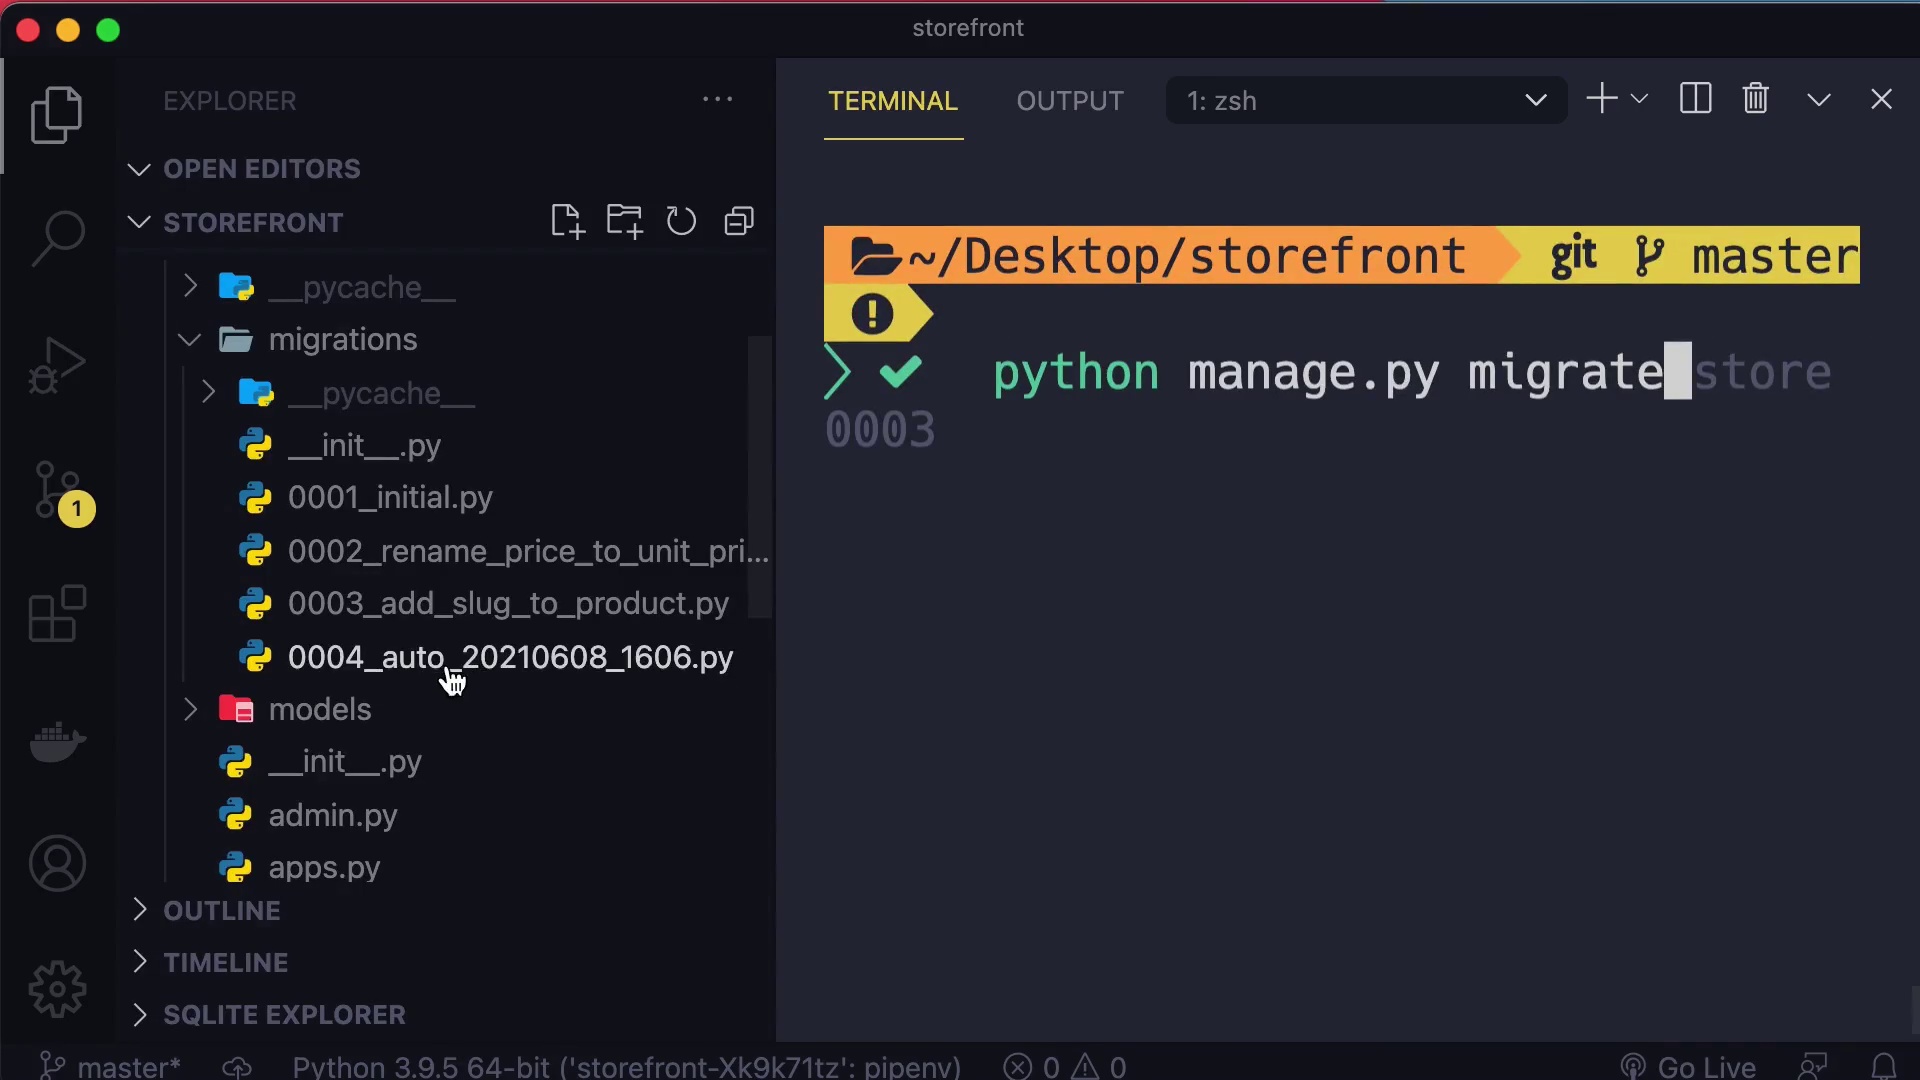 storefront
EXPLORER
OPEN EDITORS
STOREFRONT
__pycache__
migrations
__pycache__
__init__.py
0001_initial.py
0002_rename_price_to_unit_pri...
0003_add_slug_to_product.py
0004_auto_20210608_1606.py
models
__init__.py
admin.py
apps.py
OUTLINE
TIMELINE
SQLITE EXPLORER
1
TERMINAL OUTPUT 1: zsh
~/Desktop/storefront git master
python manage.py migrate store
0003
master* Python 3.9.5 64-bit ('storefront-Xk9k71tz': pipenv) 0 0 Go Live